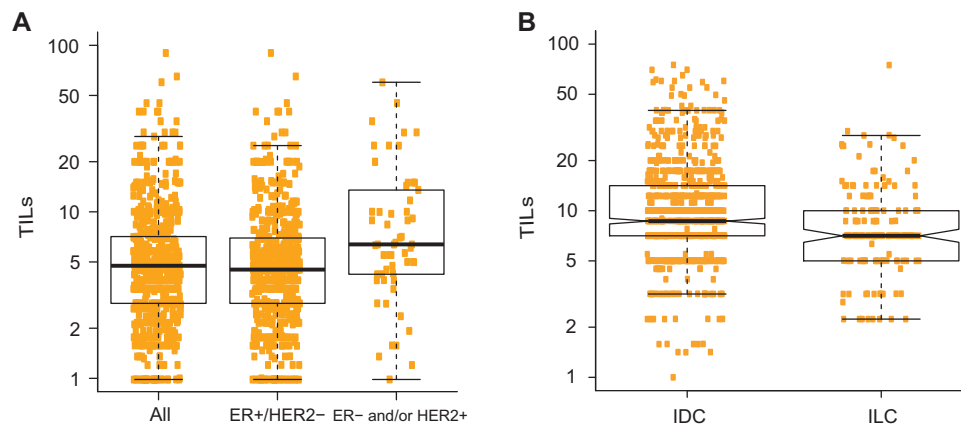 A
TILs
100
50
20
10
5
2
1
All
ER+/HER2−
ER− and/or HER2+
B
TILs
100
50
20
10
5
2
1
IDC
ILC